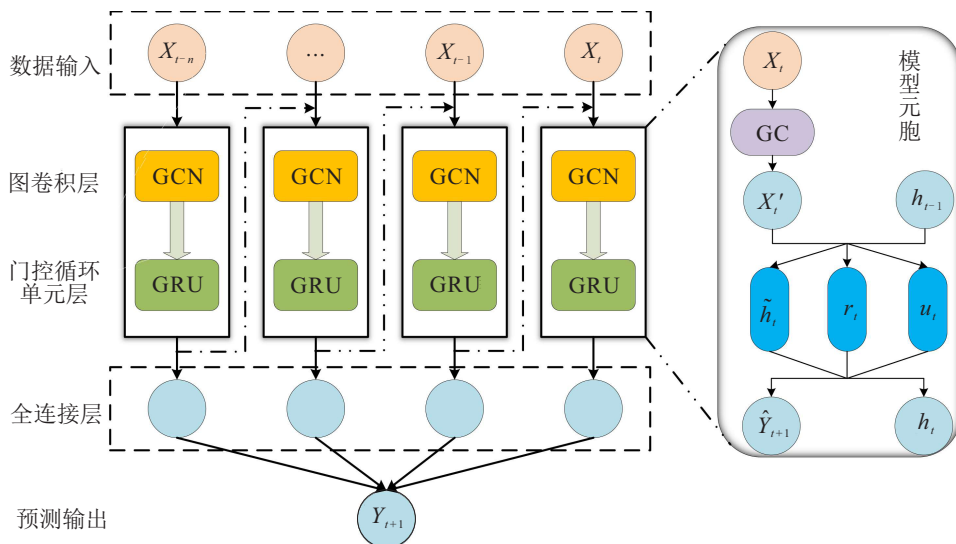 数据输入
X_{t-n}
...
X_{t-1}
X_t
图卷积层
GCN
GCN
GCN
GCN
门控循环
单元层
GRU
GRU
GRU
GRU
全连接层
预测输出
Y_{t+1}
模型元胞
X_t
GC
X_t'
h_{t-1}
h̃_t
r_t
u_t
Ŷ_{t+1}
h_t